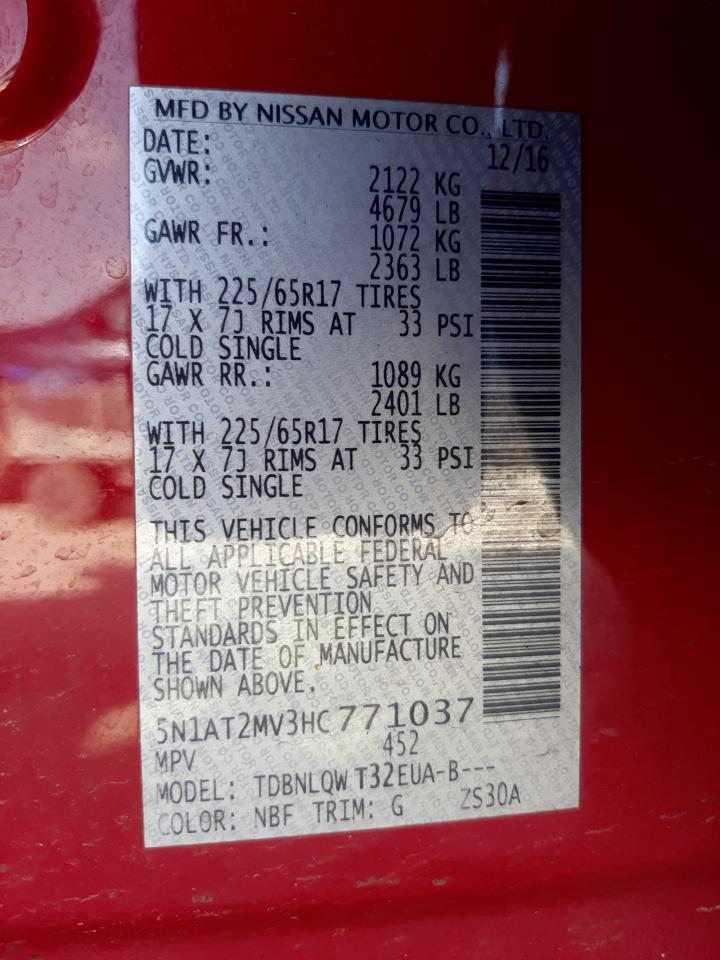 MFD BY NISSAN MOTOR CO., LTD.
DATE: 12/16
GVWR: 2122 KG
4679 LB
GAWR FR.: 1072 KG
2363 LB
WITH 225/65R17 TIRES
17 X 7J RIMS AT 33 PSI
COLD SINGLE
GAWR RR.: 1089 KG
2401 LB
WITH 225/65R17 TIRES
17 X 7J RIMS AT 33 PSI
COLD SINGLE
THIS VEHICLE CONFORMS TO
ALL APPLICABLE FEDERAL
MOTOR VEHICLE SAFETY AND
THEFT PREVENTION
STANDARDS IN EFFECT ON
THE DATE OF MANUFACTURE
SHOWN ABOVE.
5N1AT2MV3HC771037
MPV 452
MODEL: TDBNLQW T32EUA-B---
COLOR: NBF TRIM: G ZS30A